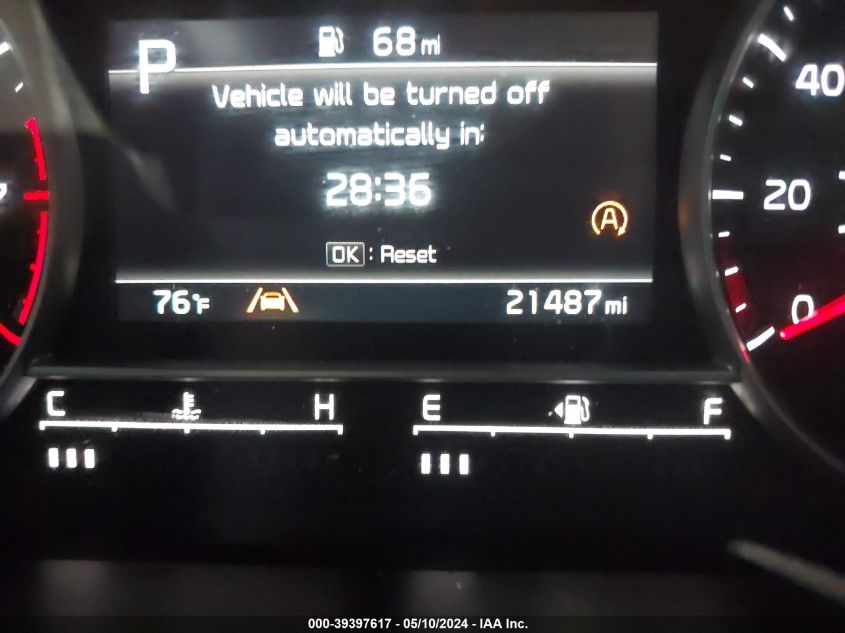 P 68 mi
Vehicle will be turned off
automatically in:
28:36
A
OK : Reset
76°F 21487 mi
40
20
0
C H E F
000-39397617 - 05/10/2024 - IAA Inc.